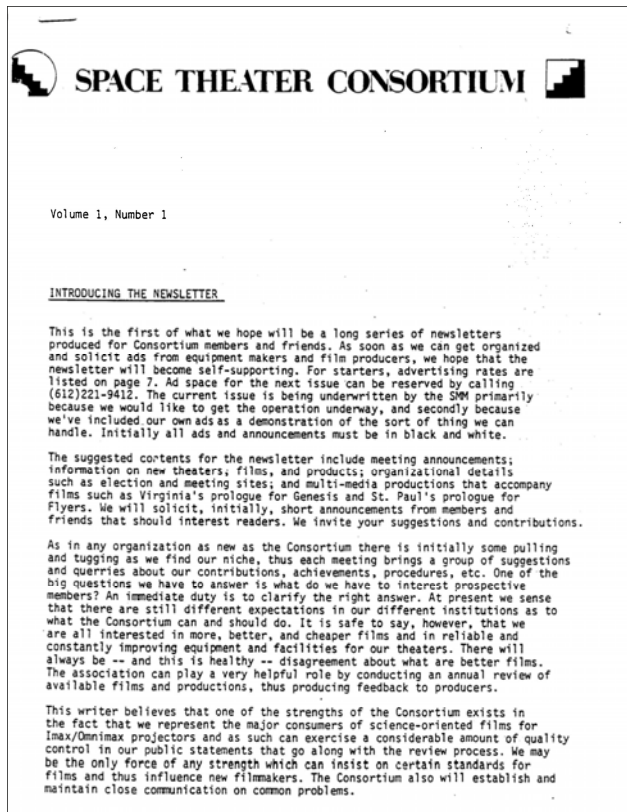 SPACE THEATER CONSORTIUM
Volume 1, Number 1
INTRODUCING THE NEWSLETTER
This is the first of what we hope will be a long series of newsletters
produced for Consortium members and friends. As soon as we can get organized
and solicit ads from equipment makers and film producers, we hope that the
newsletter will become self-supporting. For starters, advertising rates are
listed on page 7. Ad space for the next issue can be reserved by calling
(612)221-9412. The current issue is being underwritten by the SMM primarily
because we would like to get the operation underway, and secondly because
we've included our own ads as a demonstration of the sort of thing we can
handle. Initially all ads and announcements must be in black and white.
The suggested contents for the newsletter include meeting announcements;
information on new theaters; films, and products; organizational details
such as election and meeting sites; and multi-media productions that accompany
films such as Virginia's prologue for Genesis and St. Paul's prologue for
Flyers. We will solicit, initially, short announcements from members and
friends that should interest readers. We invite your suggestions and contributions.
As in any organization as new as the Consortium there is initially some pulling
and tugging as we find our niche, thus each meeting brings a group of suggestions
and querries about our contributions, achievements, procedures, etc. One of the
big questions we have to answer is what do we have to interest prospective
members? An immediate duty is to clarify the right answer. At present we sense
that there are still different expectations in our different institutions as to
what the Consortium can and should do. It is safe to say, however, that we
are all interested in more, better, and cheaper films and in reliable and
constantly improving equipment and facilities for our theaters. There will
always be -- and this is healthy -- disagreement about what are better films.
The association can play a very helpful role by conducting an annual review of
available films and productions, thus producing feedback to producers.
This writer believes that one of the strengths of the Consortium exists in
the fact that we represent the major consumers of science-oriented films for
Imax/Omnimax projectors and as such can exercise a considerable amount of quality
control in our public statements that go along with the review process. We may
be the only force of any strength which can insist on certain standards for
films and thus influence new filmmakers. The Consortium also will establish and
maintain close communication on common problems.